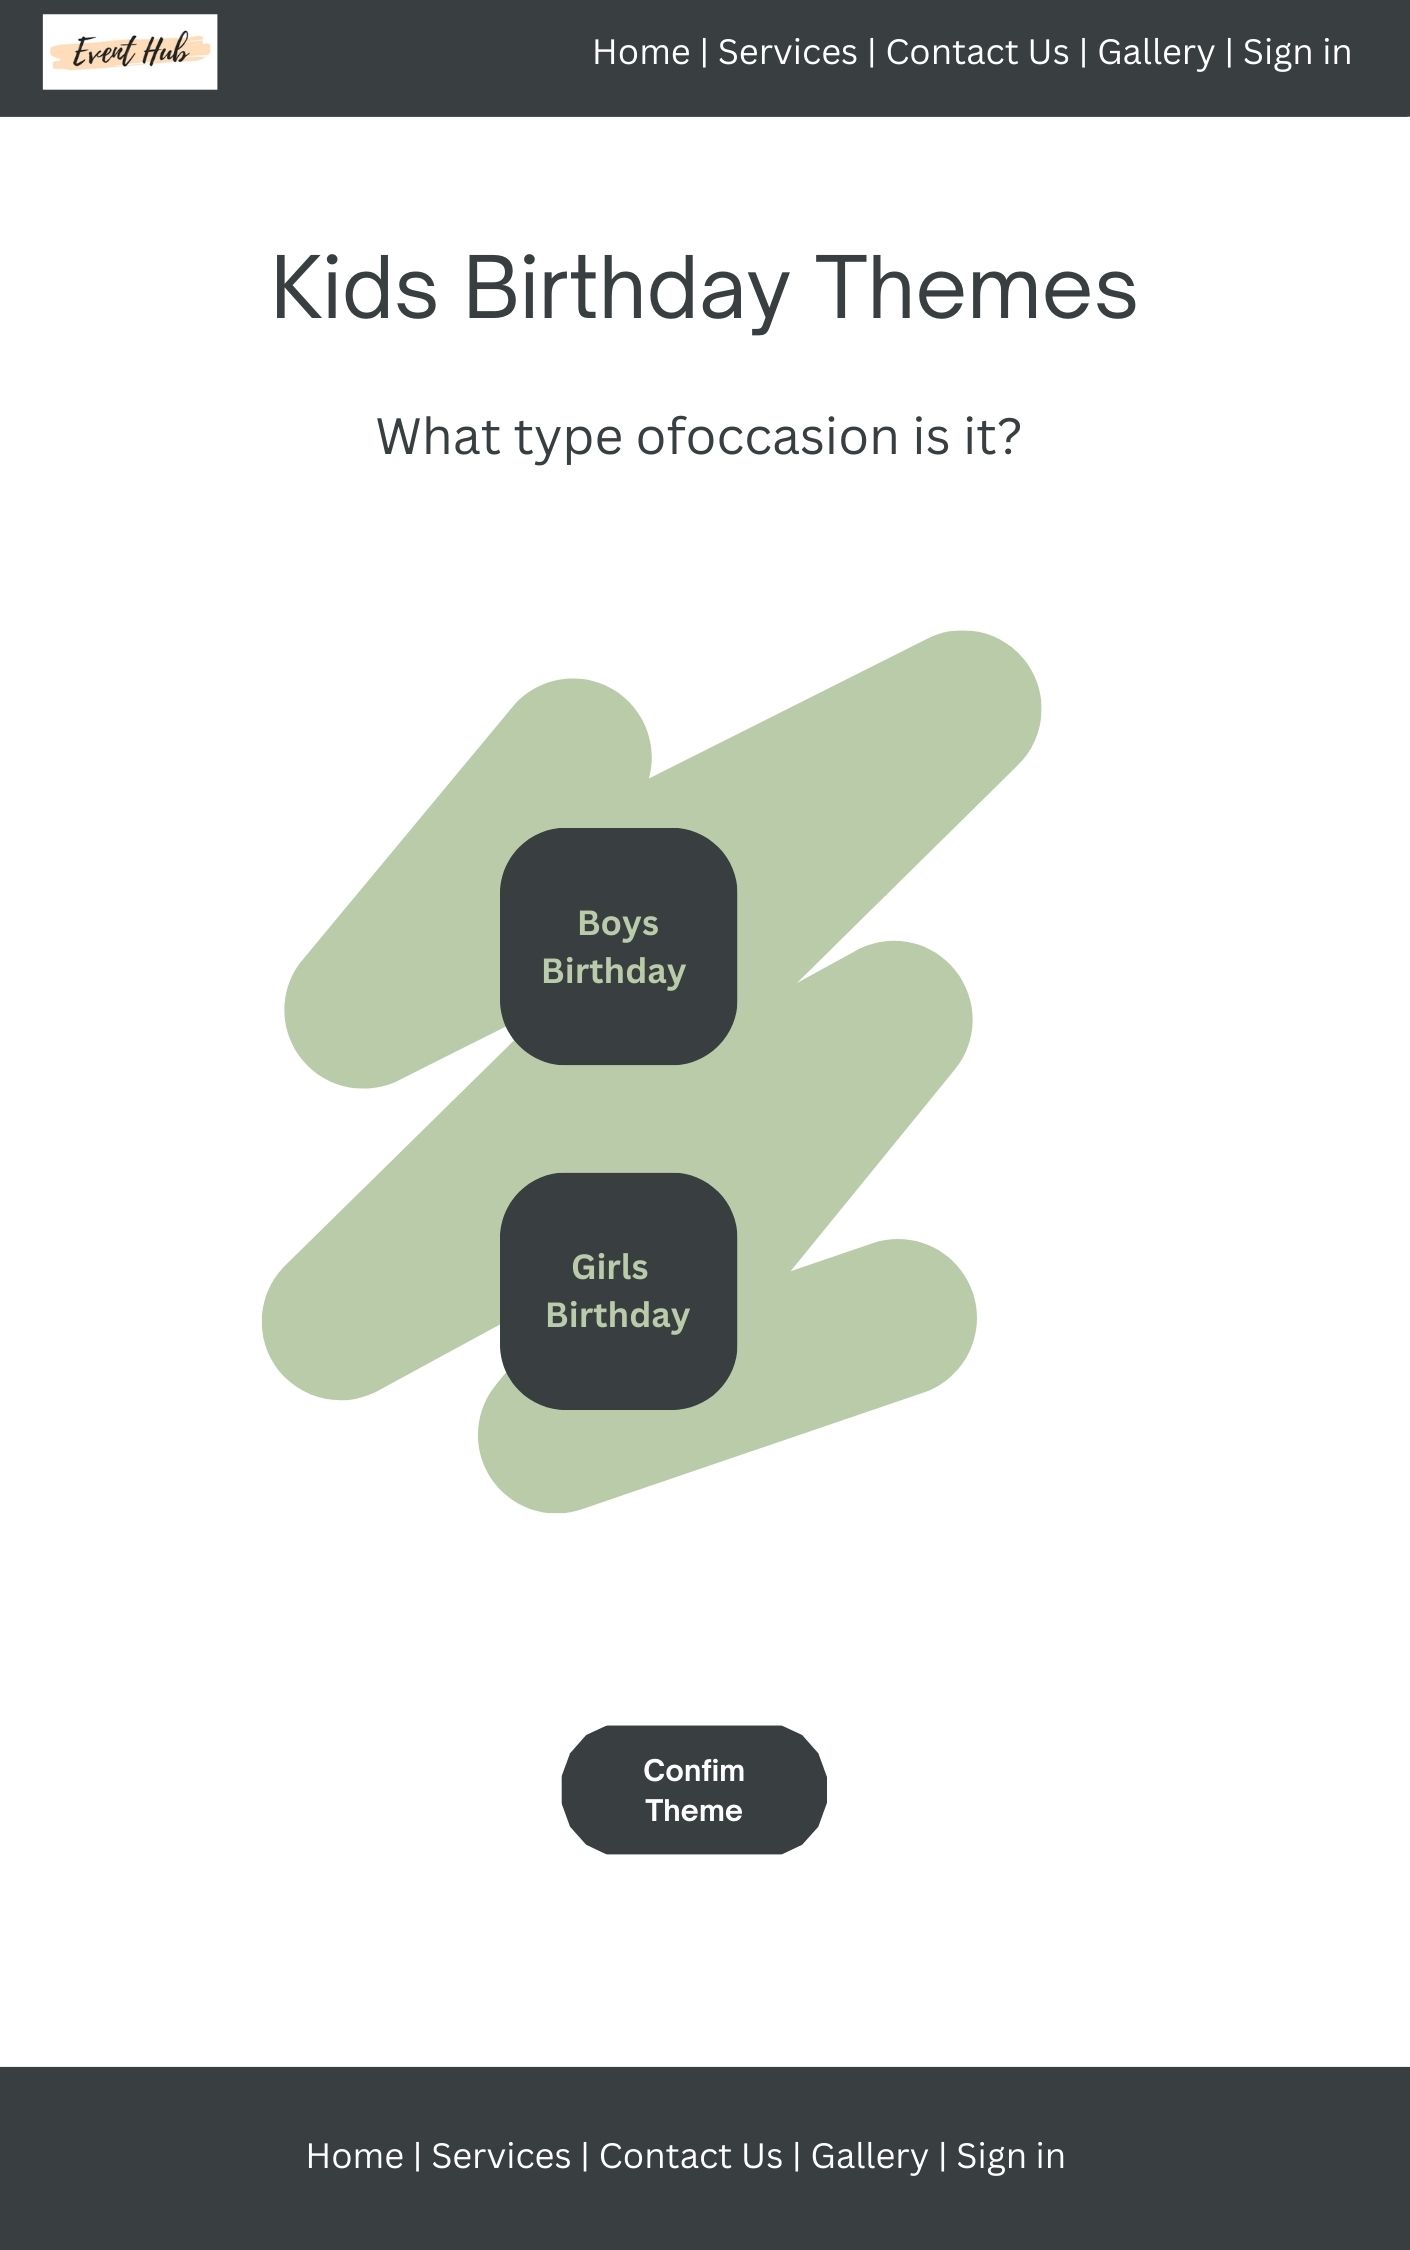 Event Hub
Home | Services | Contact Us | Gallery | Sign in
Kids Birthday Themes
What type ofoccasion is it?
Boys
Birthday
Girls
Birthday
Confim
Theme
Home | Services | Contact Us | Gallery | Sign in